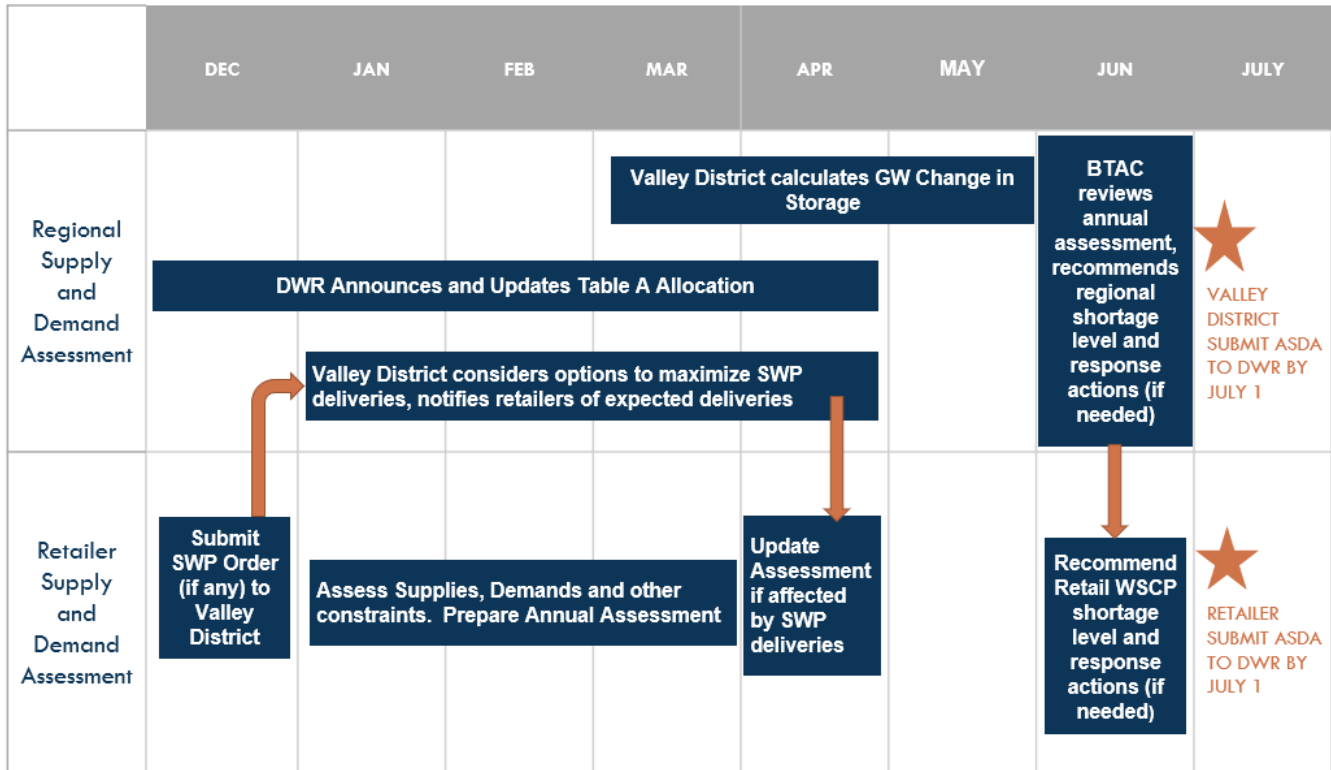 DEC JAN FEB MAR APR MAY JUN JULY
Regional
Supply
and
Demand
Assessment
Valley District calculates GW Change in
Storage
DWR Announces and Updates Table A Allocation
Valley District considers options to maximize SWP
deliveries, notifies retailers of expected deliveries
BTAC
reviews
annual
assessment,
recommends
regional
shortage
level and
response
actions (if
needed)
VALLEY
DISTRICT
SUBMIT ASDA
TO DWR BY
JULY 1
Retailer
Supply
and
Demand
Assessment
Submit
SWP Order
(if any) to
Valley
District
Assess Supplies, Demands and other
constraints.  Prepare Annual Assessment
Update
Assessment
if affected
by SWP
deliveries
Recommend
Retail WSCP
shortage
level and
response
actions (if
needed)
RETAILER
SUBMIT ASDA
TO DWR BY
JULY 1